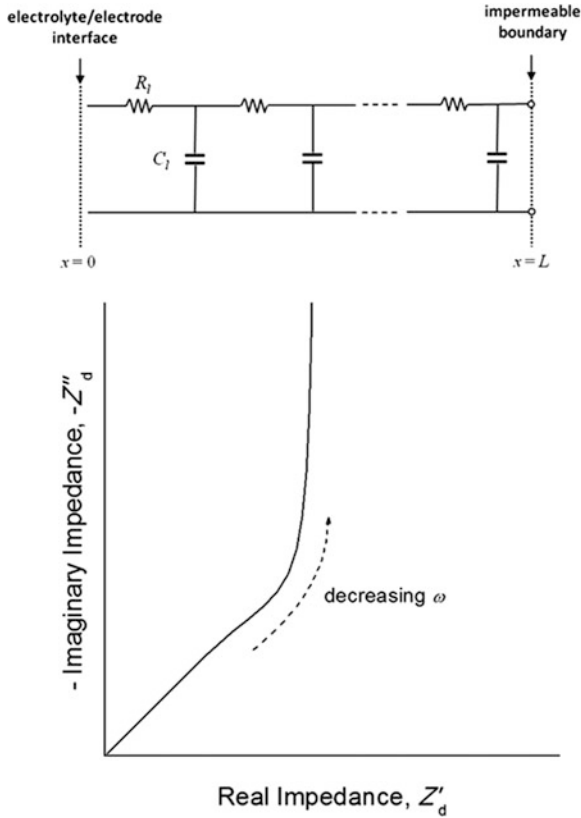 electrolyte/electrode
interface
impermeable
boundary
R_l
C_l
x = 0
x = L
- Imaginary Impedance, -Z″_d
decreasing ω
Real Impedance, Z′_d